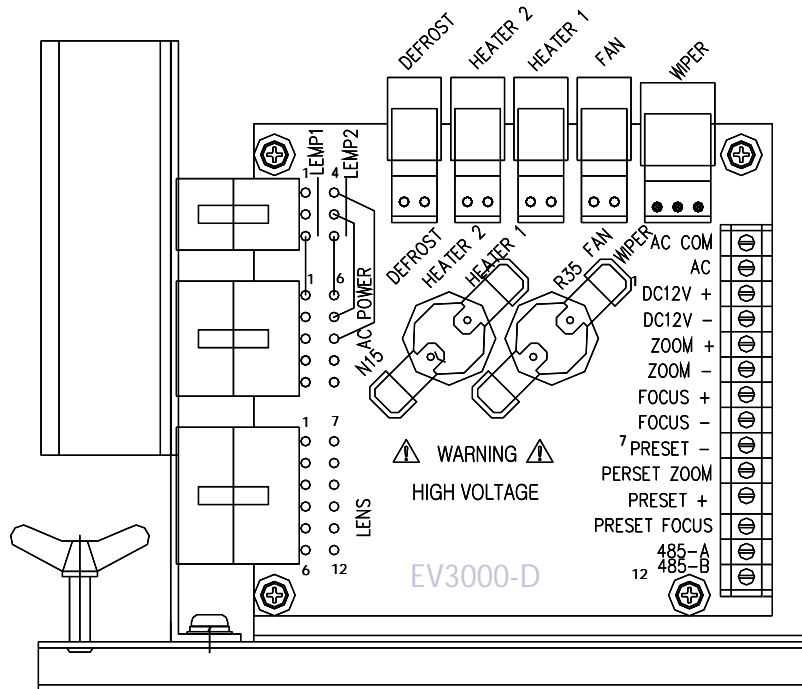 DEFROST
HEATER 2
HEATER 1
FAN
WIPER
1
4
LEMP1
LEMP2
DEFROST
HEATER 2
HEATER 1
R35
FAN
WIPER
AC COM
AC
1
DC12V +
DC12V -
ZOOM +
ZOOM -
FOCUS +
FOCUS -
7
PRESET -
PERSET ZOOM
PRESET +
PRESET FOCUS
485-A
485-B
12
1
6
AC POWER
N15
1
7
LENS
6
12
WARNING
HIGH VOLTAGE
EV3000-D